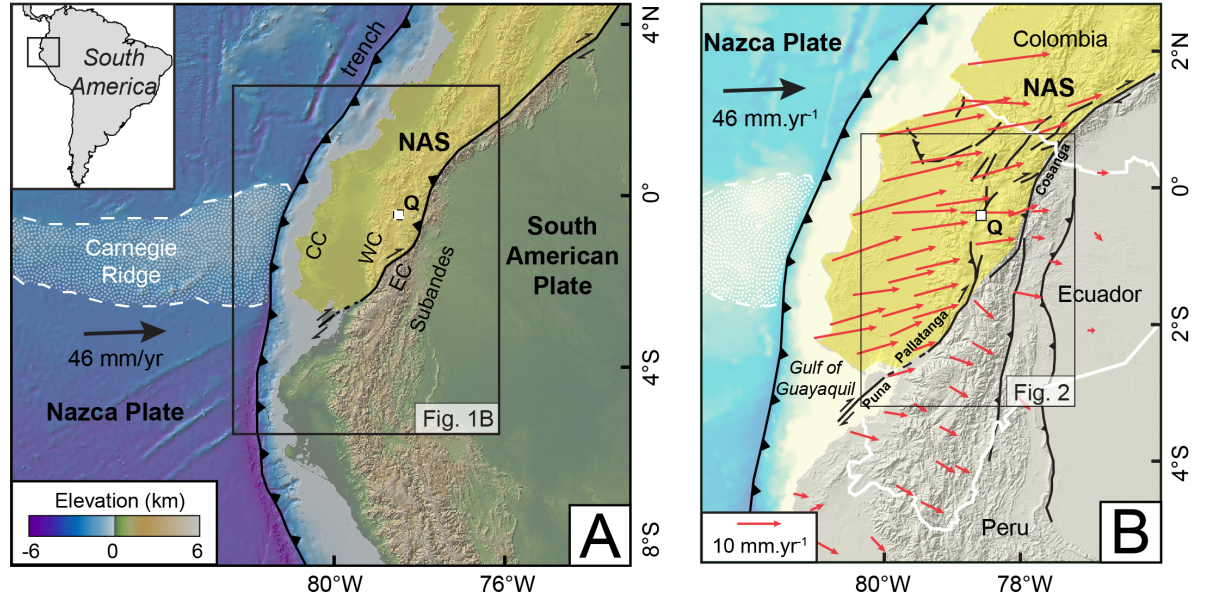 South
America
trench
NAS
Q
CC
WC
EC
Subandes
South
American
Plate
Carnegie
Ridge
46 mm/yr
Nazca Plate
Fig. 1B
Elevation (km)
-6 0 6
A
4°N
0°
4°S
8°S
80°W 76°W
Nazca Plate
46 mm.yr-1
Colombia
NAS
Cosanga
Q
Ecuador
Pallatanga
Gulf of
Guayaquil
Puna
Fig. 2
Peru
10 mm.yr-1
B
2°N
0°
2°S
4°S
80°W 78°W